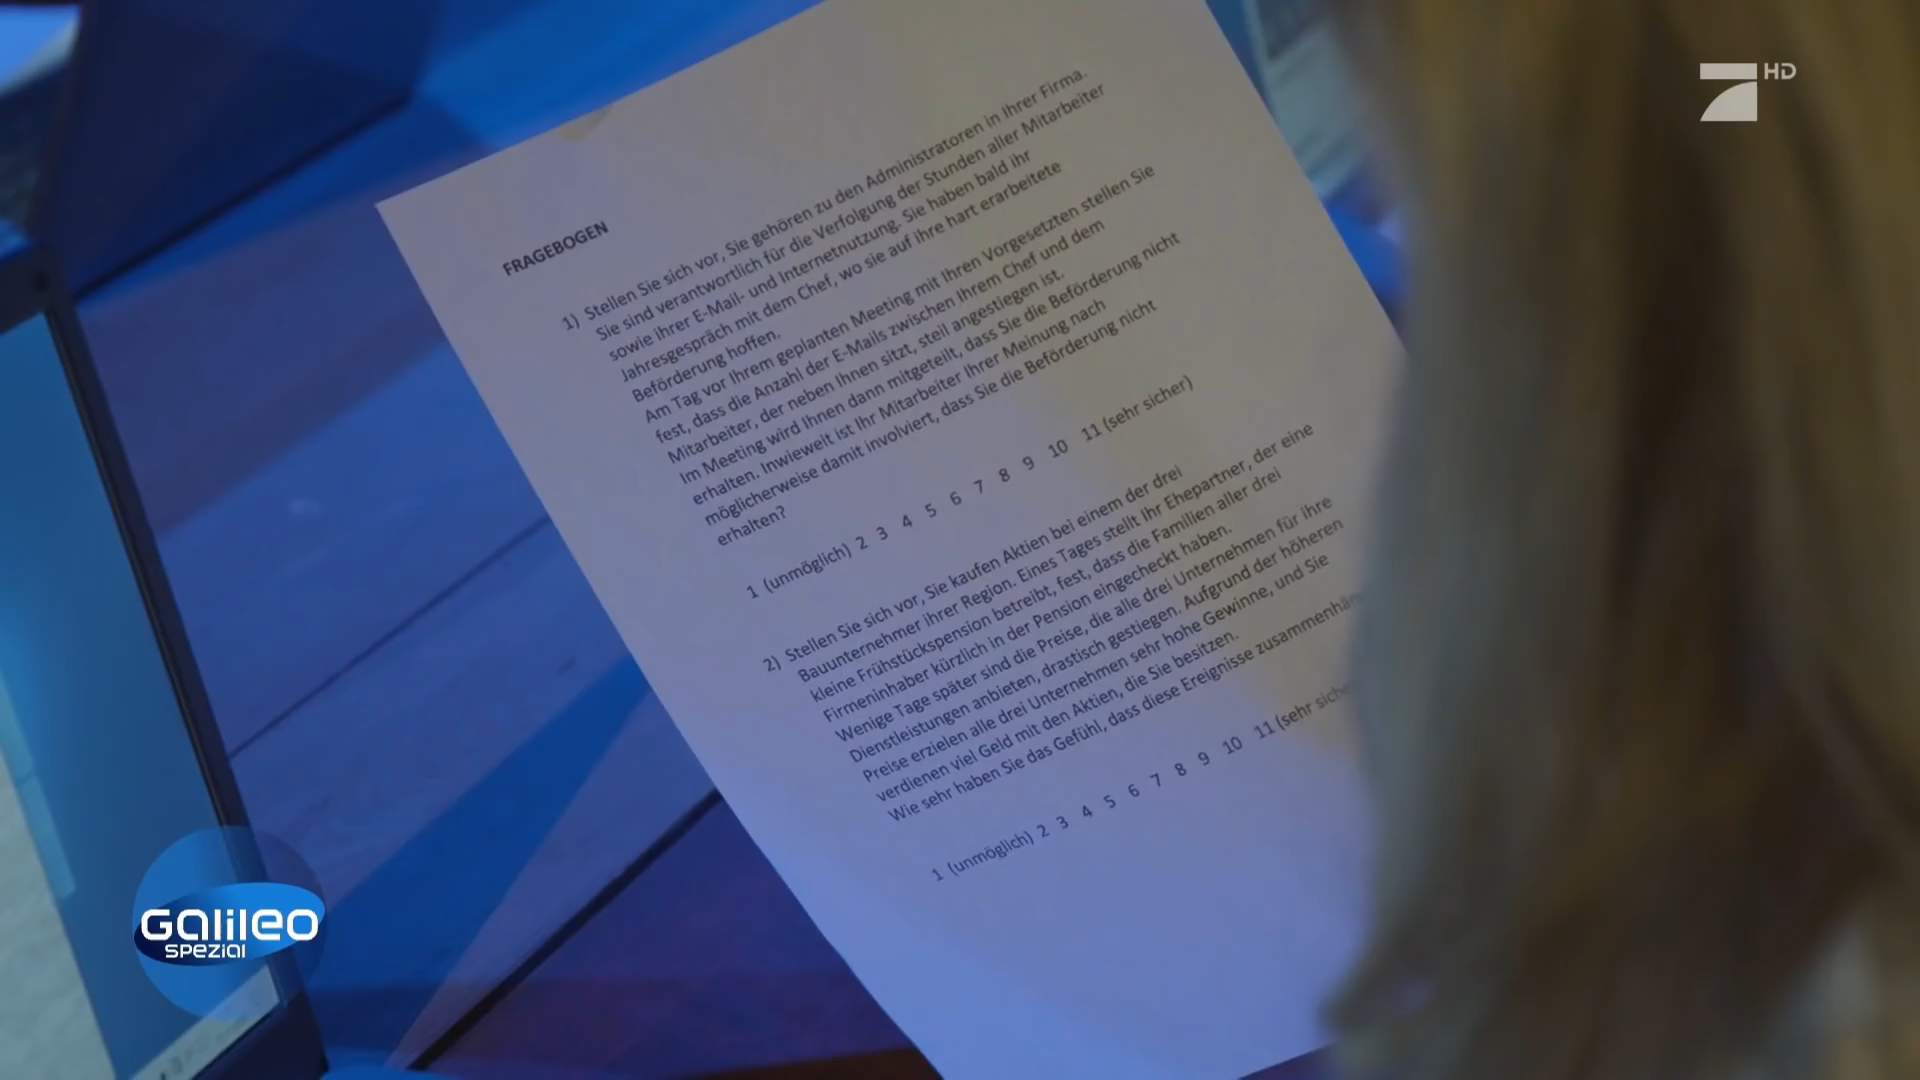 HD
FRAGEBOGEN
1) Stellen Sie sich vor, Sie gehören zu den Administratoren in Ihrer Firma.
Sie sind verantwortlich für die Verfolgung der Stunden aller Mitarbeiter
sowie ihrer E-Mail- und Internetnutzung. Sie haben bald ihr
Jahresgespräch mit dem Chef, wo sie auf ihre hart erarbeitete
Beförderung hoffen.
Am Tag vor Ihrem geplanten Meeting mit Ihren Vorgesetzten stellen Sie
fest, dass die Anzahl der E-Mails zwischen Ihrem Chef und dem
Mitarbeiter, der neben Ihnen sitzt, steil angestiegen ist.
Im Meeting wird Ihnen dann mitgeteilt, dass Sie die Beförderung nicht
erhalten. Inwieweit ist Ihr Mitarbeiter Ihrer Meinung nach
möglicherweise damit involviert, dass Sie die Beförderung nicht
erhalten?
1 (unmöglich) 2 3 4 5 6 7 8 9 10 11 (sehr sicher)
2) Stellen Sie sich vor, Sie kaufen Aktien bei einem der drei
Bauunternehmer ihrer Region. Eines Tages stellt Ihr Ehepartner, der eine
kleine Frühstückspension betreibt, fest, dass die Familien aller drei
Firmeninhaber kürzlich in der Pension eingecheckt haben.
Wenige Tage später sind die Preise, die alle drei Unternehmen für ihre
Dienstleistungen anbieten, drastisch gestiegen. Aufgrund der höheren
Preise erzielen alle drei Unternehmen sehr hohe Gewinne, und Sie
verdienen viel Geld mit den Aktien, die Sie besitzen.
Wie sehr haben Sie das Gefühl, dass diese Ereignisse
1 (unmöglich) 2 3 4 5 6 7 8 9 10 11 (sehr
Galileo
Spezial